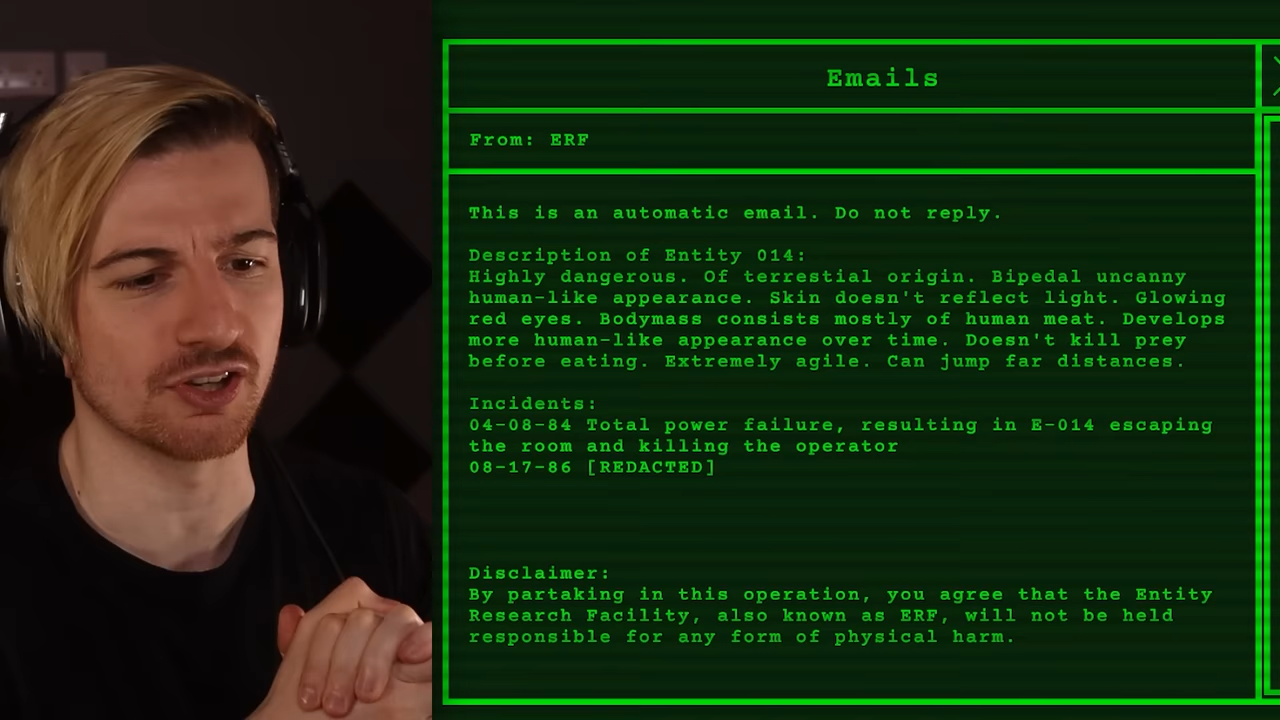 Emails
From: ERF
This is an automatic email. Do not reply.
Description of Entity 014:
Highly dangerous. Of terrestial origin. Bipedal uncanny
human-like appearance. Skin doesn't reflect light. Glowing
red eyes. Bodymass consists mostly of human meat. Develops
more human-like appearance over time. Doesn't kill prey
before eating. Extremely agile. Can jump far distances.
Incidents:
04-08-84 Total power failure, resulting in E-014 escaping
the room and killing the operator
08-17-86 [REDACTED]
Disclaimer:
By partaking in this operation, you agree that the Entity
Research Facility, also known as ERF, will not be held
responsible for any form of physical harm.